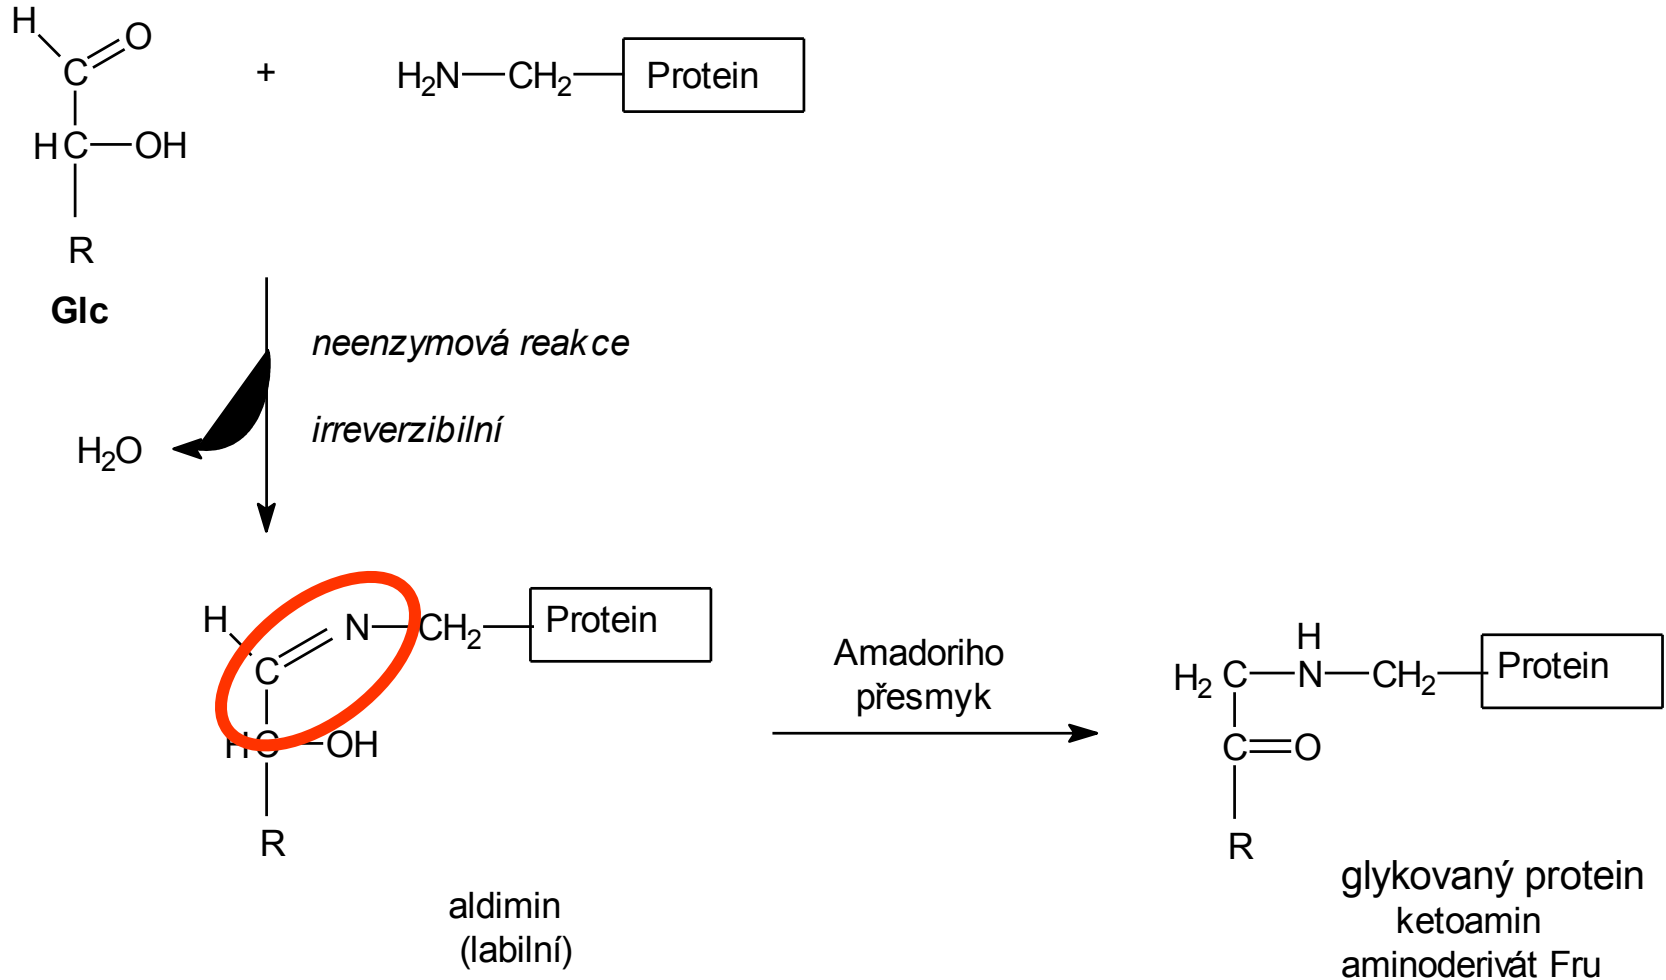 H
C=O
+
H2N—CH2— Protein
HC—OH
R
Glc
neenzymová reakce
irreverzibilní
H2O
H
C=N—CH2— Protein
HC—OH
R
aldimin
(labilní)
Amadoriho
přesmyk
H
H2 C—N—CH2— Protein
C=O
R
glykovaný protein
ketoamin
aminoderivát Fru